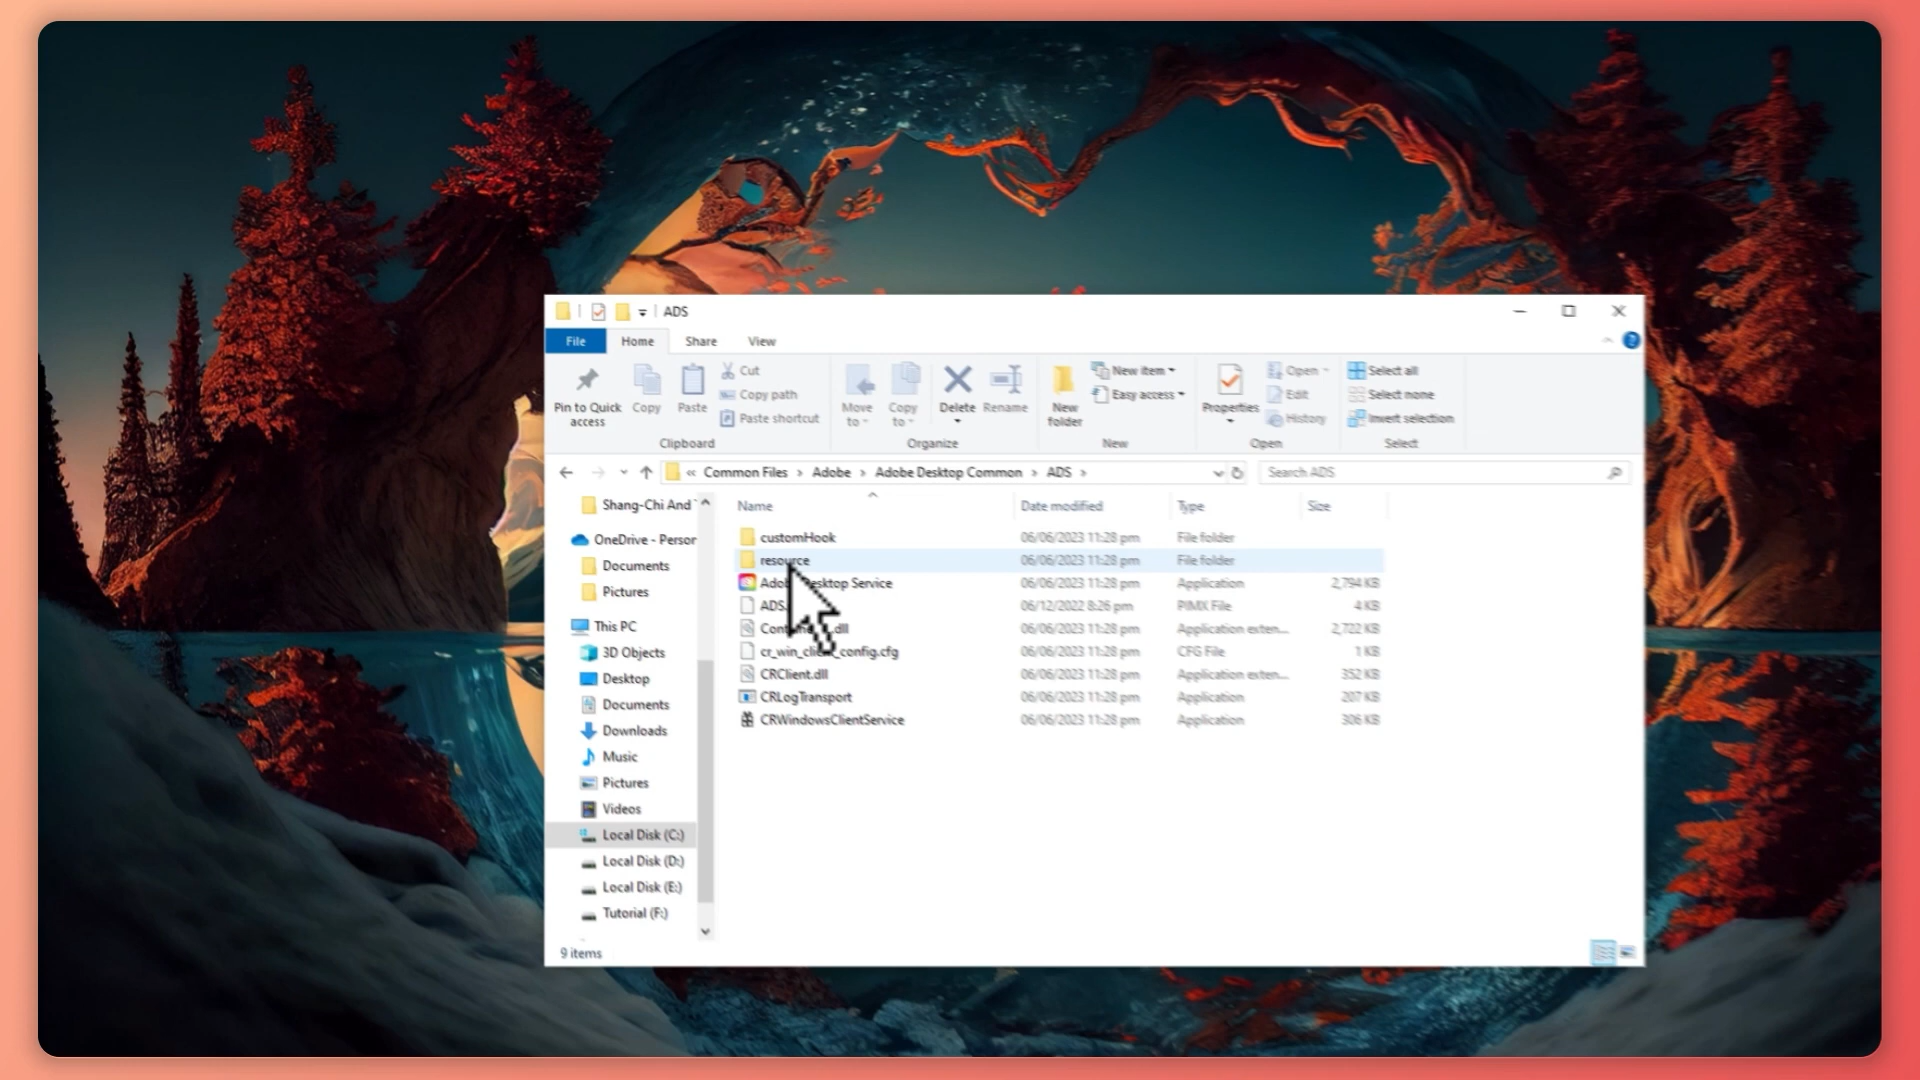 ADS
File Home Share View
Pin to Quick access
Copy
Paste
Cut
Copy path
Paste shortcut
Clipboard
Move to
Copy to
Delete
Rename
Organize
New folder
New item
Easy access
New
Properties
Open
Edit
History
Open
Select all
Select none
Invert selection
Select
« Common Files › Adobe › Adobe Desktop Common › ADS ›
Search ADS
Shang-Chi And
OneDrive - Person
Documents
Pictures
This PC
3D Objects
Desktop
Documents
Downloads
Music
Pictures
Videos
Local Disk (C:)
Local Disk (D:)
Local Disk (E:)
Tutorial (F:)
Name Date modified Type Size
customHook 06/06/2023 11:28 pm File folder
resource 06/06/2023 11:28 pm File folder
Desktop Service 06/06/2023 11:28 pm Application 2,794 KB
ADS. 06/12/2022 8:26 pm PIMX File 4 KB
.dll 06/06/2023 11:28 pm Application exten... 2,722 KB
cr_win_client_config.cfg 06/06/2023 11:28 pm CFG File 1 KB
CRClient.dll 06/06/2023 11:28 pm Application exten... 352 KB
CRLogTransport 06/06/2023 11:28 pm Application 207 KB
CRWindowsClientService 06/06/2023 11:28 pm Application 306 KB
9 items